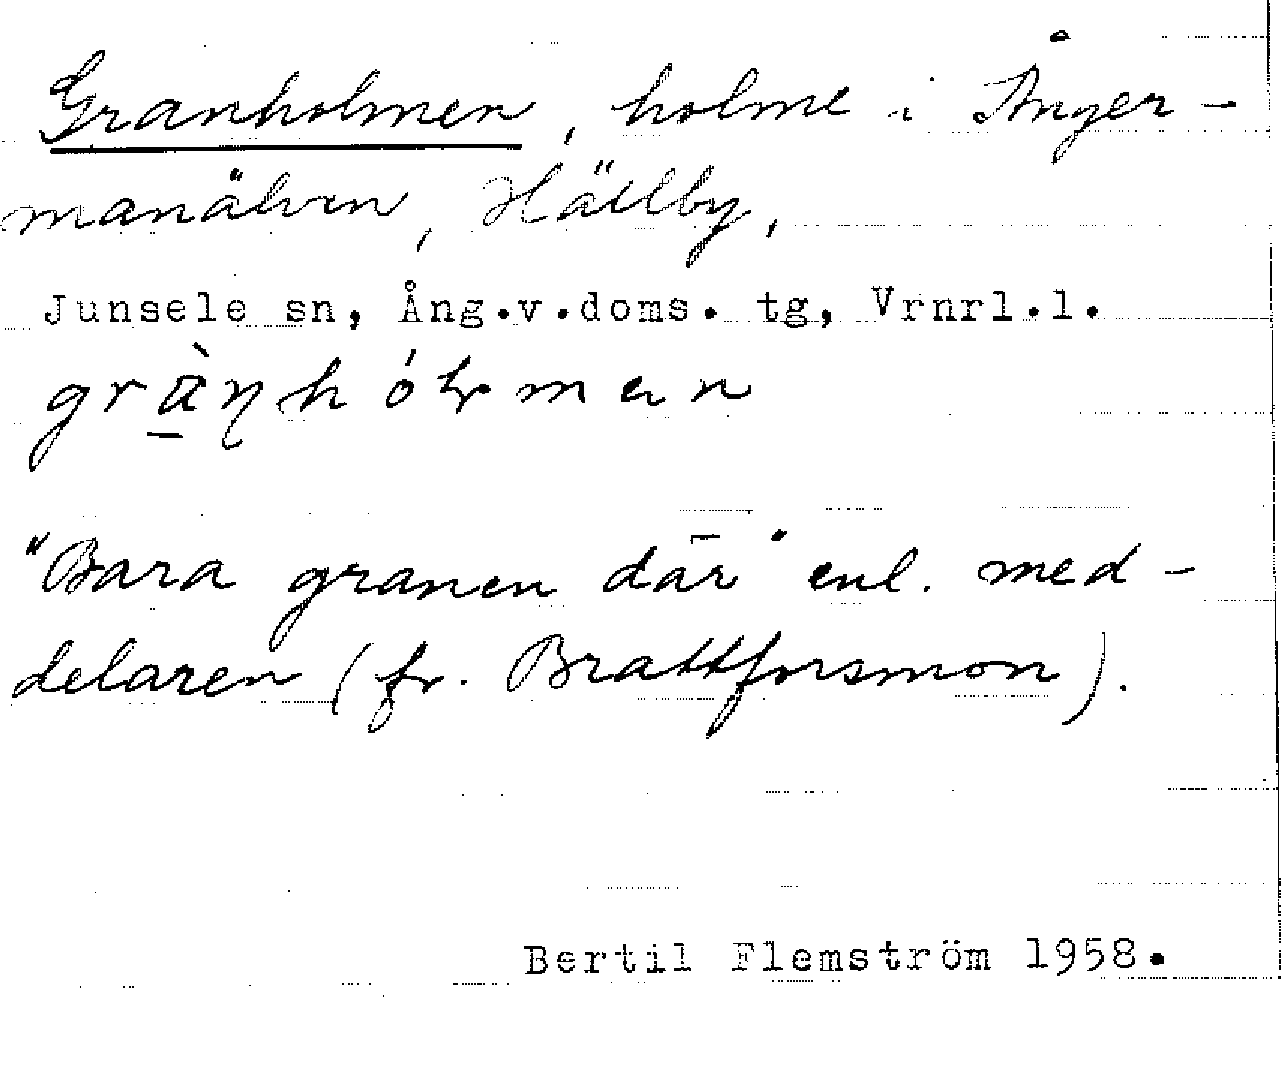 Granholmen, holme i Ånger-
manälven, Hällby,
Junsele sn, Ång.v.doms. tg, Vrnrl.l.
"Bara granen där" enl. med-
delaren (fr. Brattforsmon).
Bertil Flemström 1958.